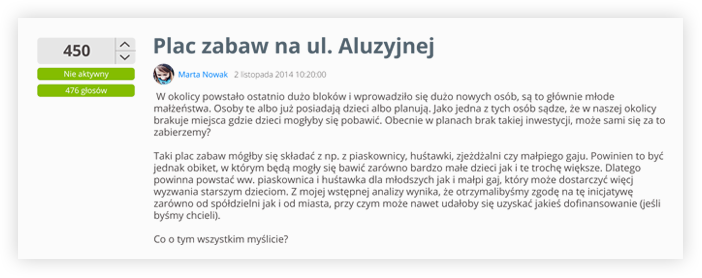 450
Nie aktywny
476 głosów
Plac zabaw na ul. Aluzyjnej
Marta Nowak 2 listopada 2014 10:20:00
W okolicy powstało ostatnio dużo bloków i wprowadziło się dużo nowych osób, są to głównie młode
małżeństwa. Osoby te albo już posiadają dzieci albo planują. Jako jedna z tych osób sądze, że w naszej okolicy
brakuje miejsca gdzie dzieci mogłyby się pobawić. Obecnie w planach brak takiej inwestycji, może sami się za to
zabierzemy?
Taki plac zabaw mógłby się składać z np. z piaskownicy, huśtawki, zjeżdżalni czy małpiego gaju. Powinien to być
jednak obiket, w którym będą mogły się bawić zarówno bardzo małe dzieci jak i te trochę większe. Dlatego
powinna powstać ww. piaskownica i huśtawka dla młodszych jak i małpi gaj, który może dostarczyć więcj
wyzwania starszym dzieciom. Z mojej wstępnej analizy wynika, że otrzymalibyśmy zgodę na tę inicjatywę
zarówno od spółdzielni jak i od miasta, przy czym może nawet udałoby się uzyskać jakieś dofinansowanie (jeśli
byśmy chcieli).
Co o tym wszystkim myślicie?